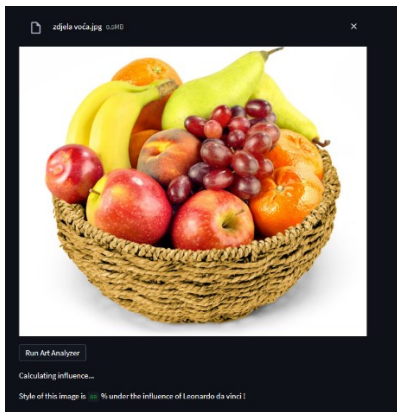 zdjela voća.jpg 0.5MB
Run Art Analyzer
Calculating influence...
Style of this image is % under the influence of Leonardo da vinci !